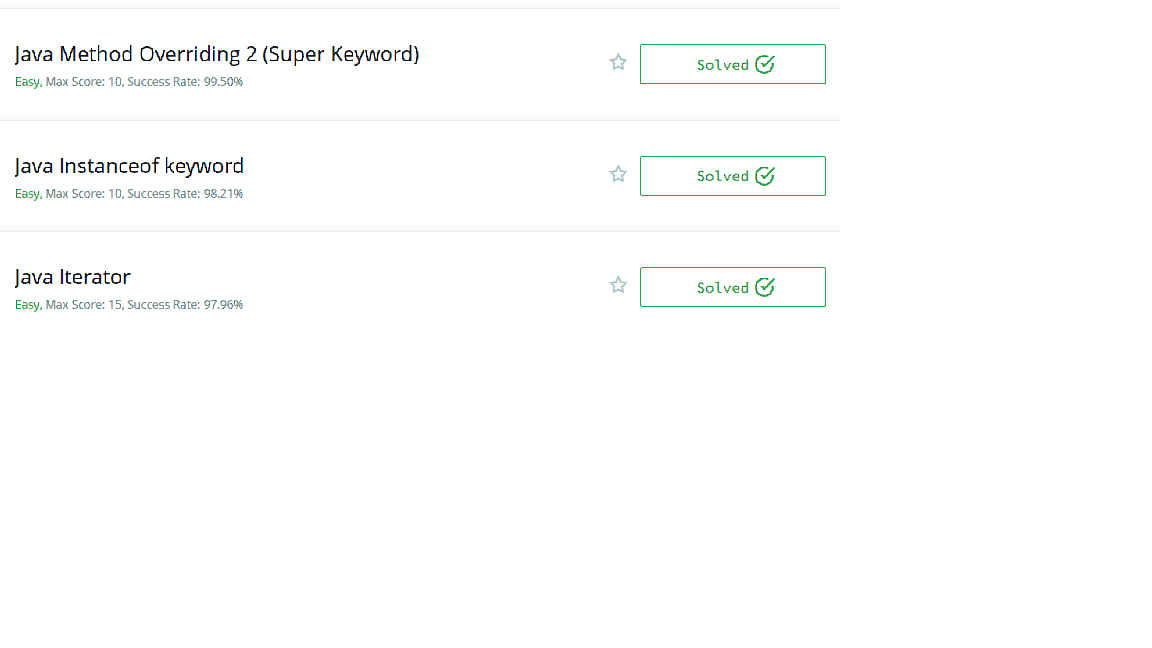 Java Method Overriding 2 (Super Keyword)
Easy, Max Score: 10, Success Rate: 99.50%
Solved
Java Instanceof keyword
Easy, Max Score: 10, Success Rate: 98.21%
Solved
Java Iterator
Easy, Max Score: 15, Success Rate: 97.96%
Solved